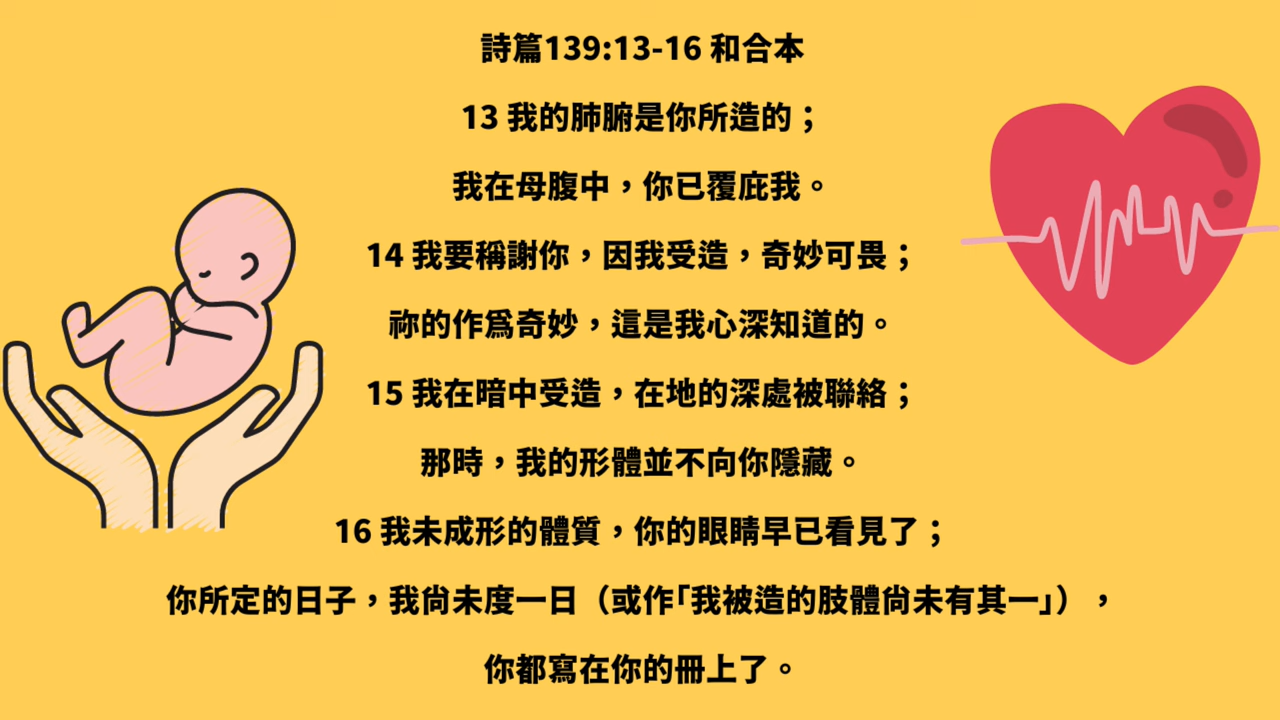 詩篇139:13-16 和合本
13 我的肺腑是你所造的；
我在母腹中，你已覆庇我。
14 我要稱謝你，因我受造，奇妙可畏；
祢的作爲奇妙，這是我心深知道的。
15 我在暗中受造，在地的深處被聯絡；
那時，我的形體並不向你隱藏。
16 我未成形的體質，你的眼睛早已看見了；
你所定的日子，我尚未度一日（或作「我被造的肢體尚未有其一」），
你都寫在你的冊上了。